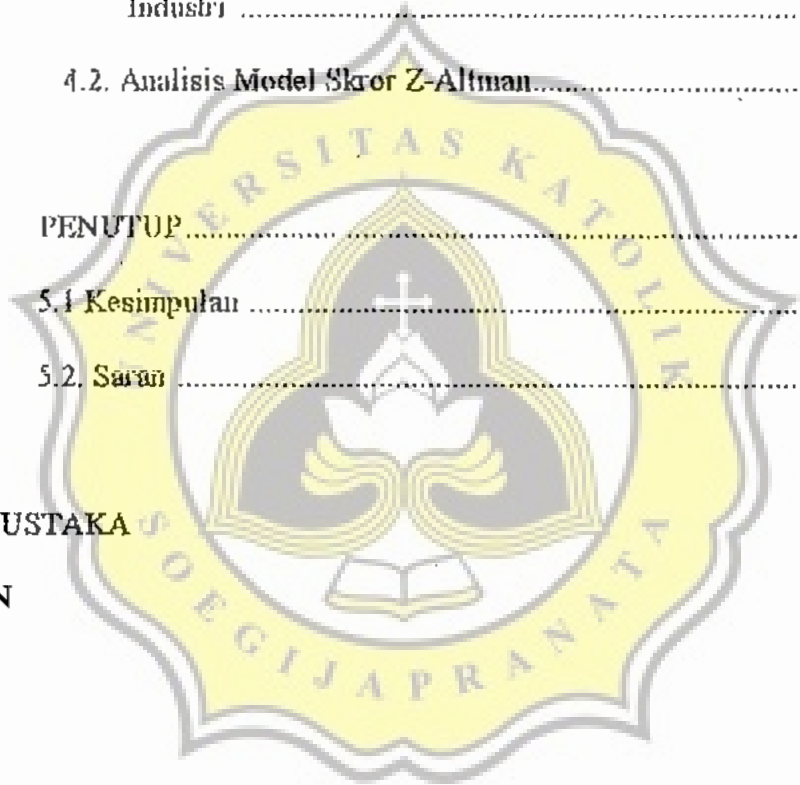 Industri ................................................
4.2. Analisis Model Skror Z-Altman................................
PENUTUP................................................................
5.1 Kesimpulan ........................................................
5.2. Saran ................................................................
USTAKA
N
UNIVERSITAS KATOLIK
SOEGIJAPRANATA